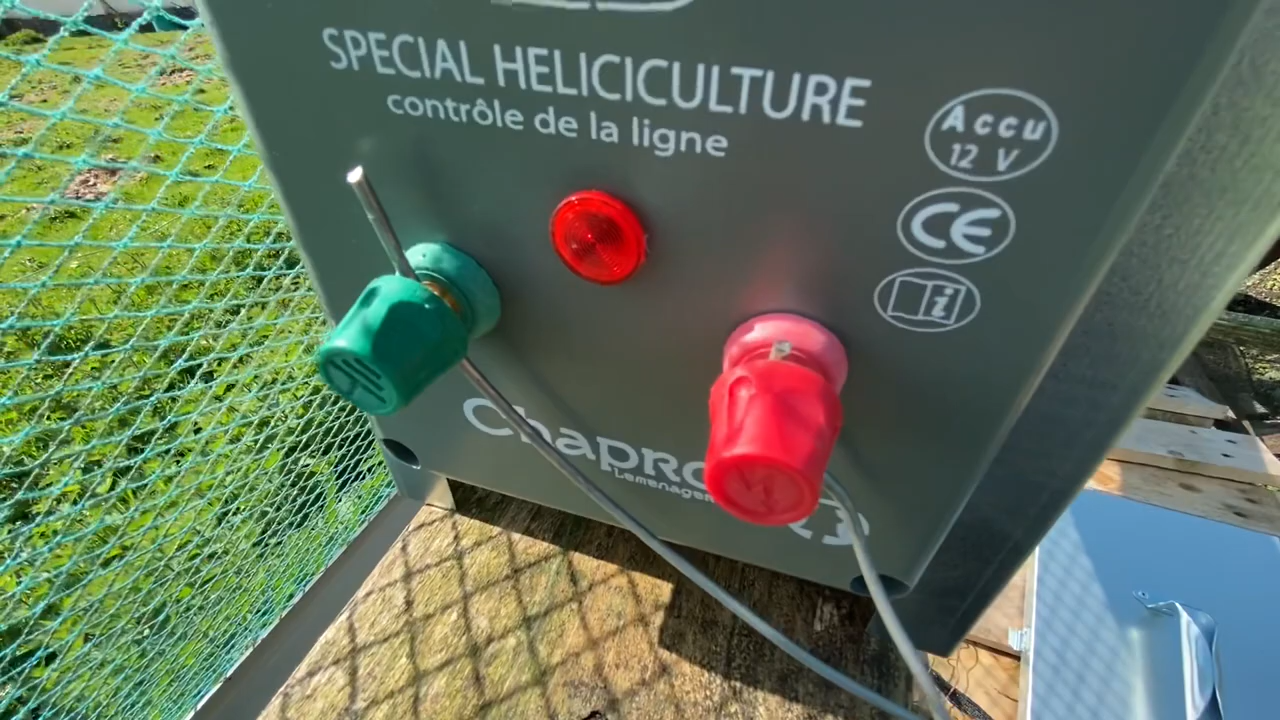 SPECIAL HELICICULTURE
contrôle de la ligne
Accu
12 V
CE
i